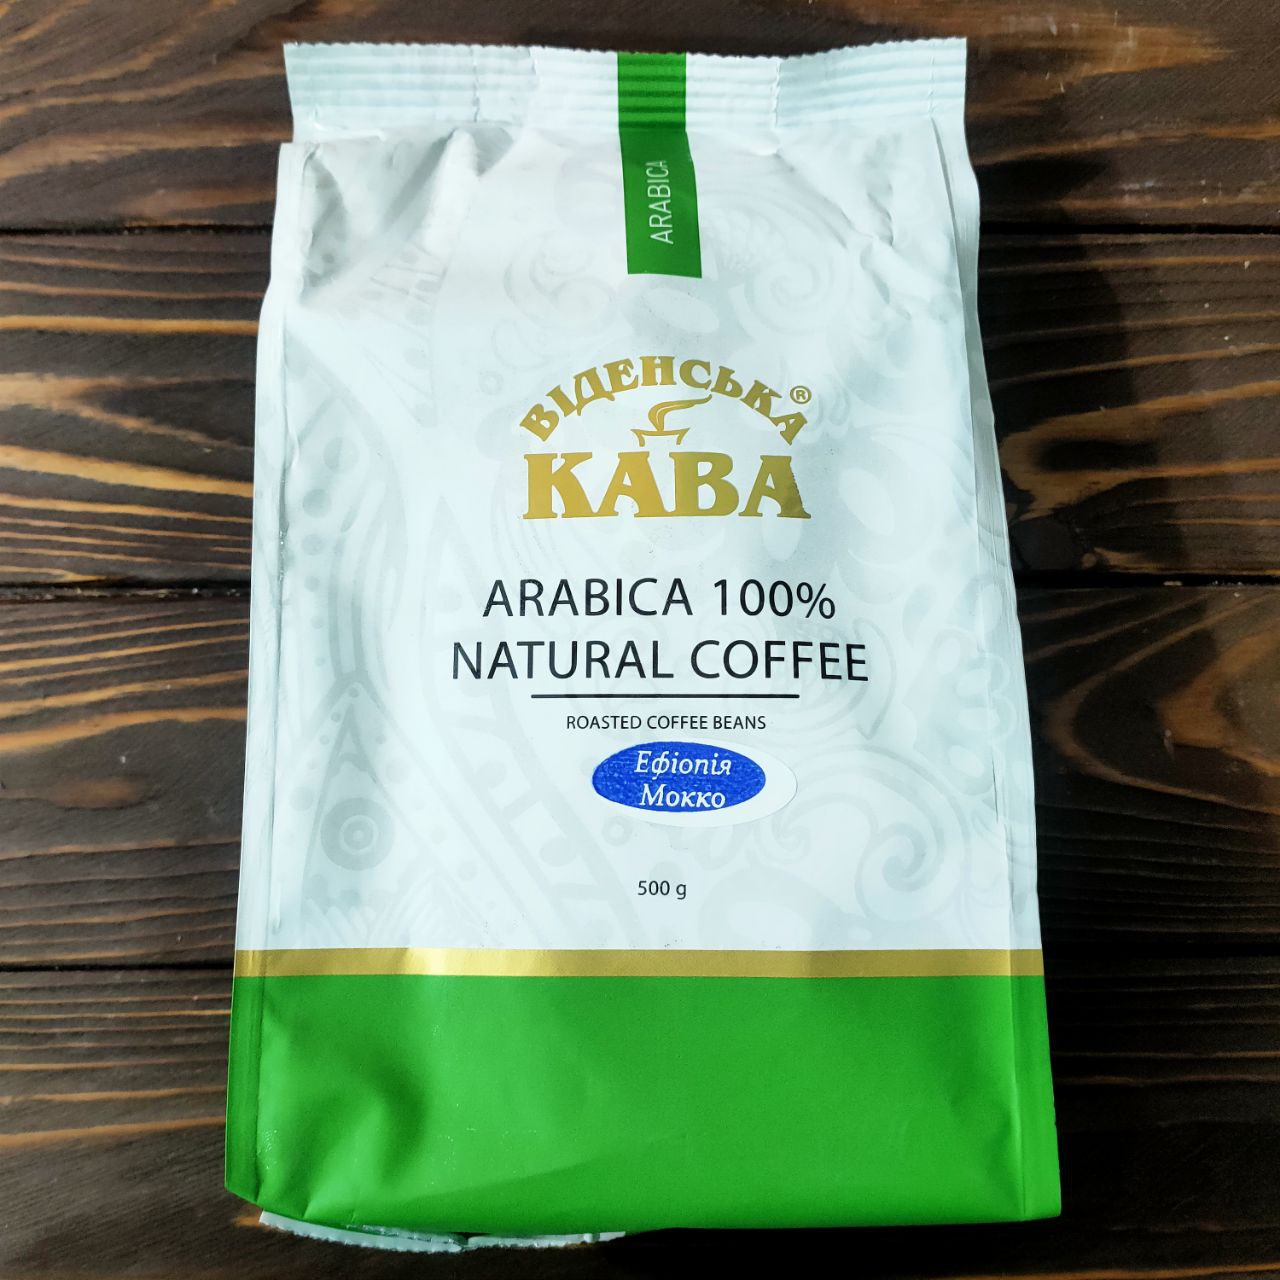 ARABICA
ВІДЕНСЬКА®
КАВА
ARABICA 100%
NATURAL COFFEE
ROASTED COFFEE BEANS
Ефіопія
Мокко
500 g